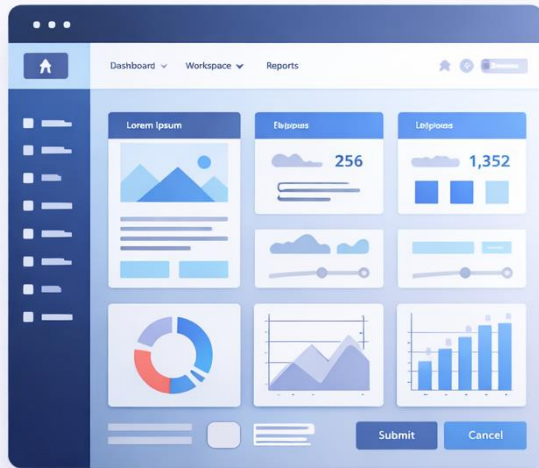 Dashboard Workspace Reports
Lorem Ipsum
256
1,352
Submit Cancel